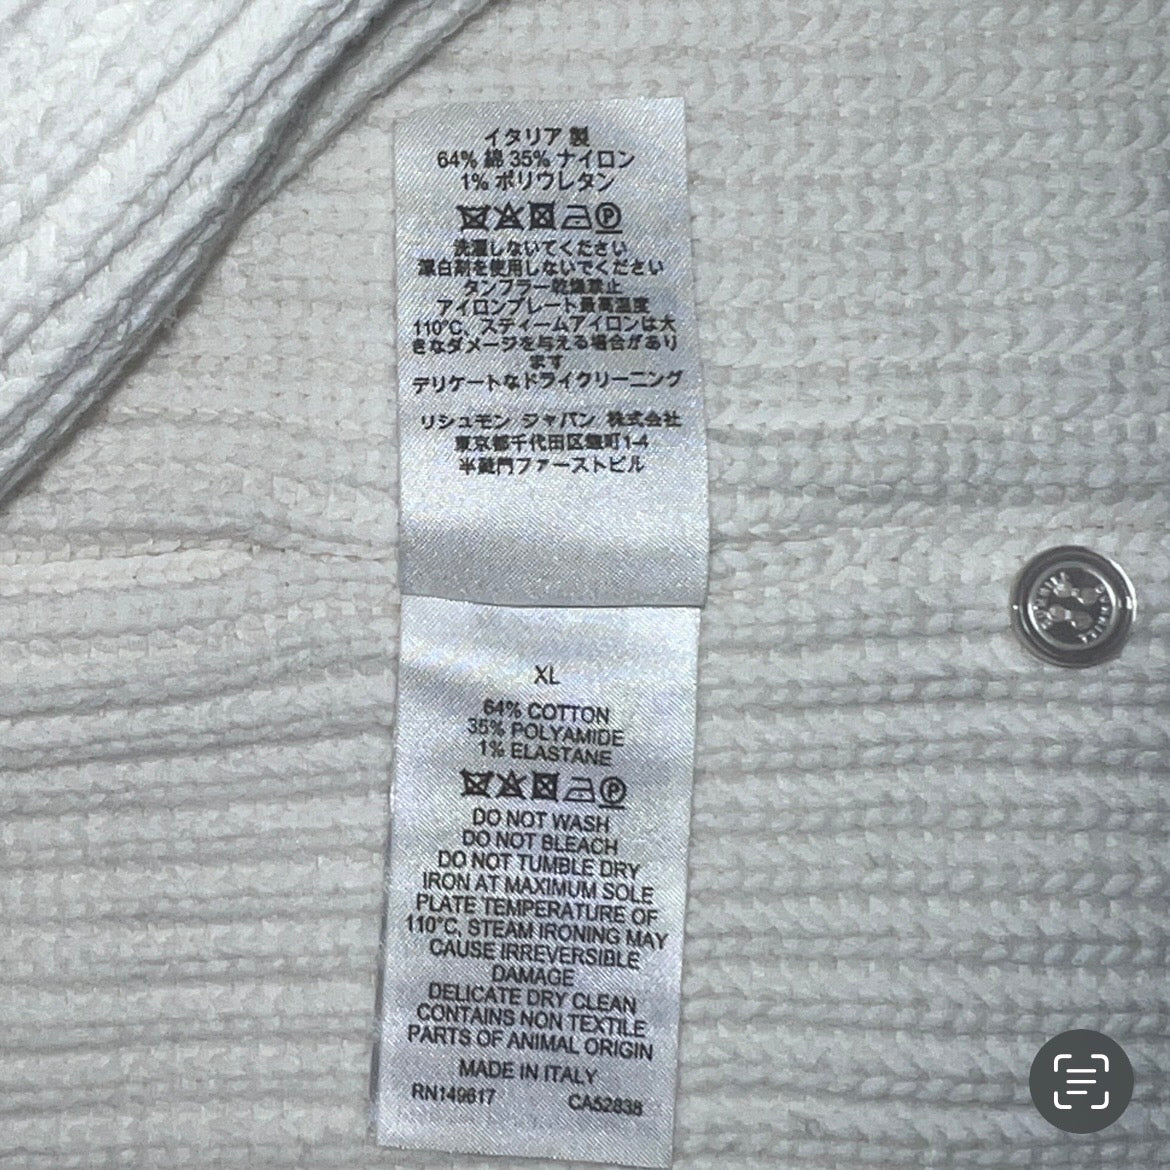 イタリア 製
64% 綿 35% ナイロン
1% ポリウレタン
洗濯しないてください
漂白剤を使用しないでください
タンブラー乾燥禁止
アイロンプレート最高温度
110°C、スティームアイロンは大
きなダメージを与える場合があり
ます
デリケートなドライクリーニング
リシュモン ジャパン 株式会社
東京都千代田区麹町1-4
半蔵門ファーストビル
XL
64% COTTON
35% POLYAMIDE
1% ELASTANE
DO NOT WASH
DO NOT BLEACH
DO NOT TUMBLE DRY
IRON AT MAXIMUM SOLE
PLATE TEMPERATURE OF
110°C, STEAM IRONING MAY
CAUSE IRREVERSIBLE
DAMAGE
DELICATE DRY CLEAN
CONTAINS NON TEXTILE
PARTS OF ANIMAL ORIGIN
MADE IN ITALY
RN149617 CA52838